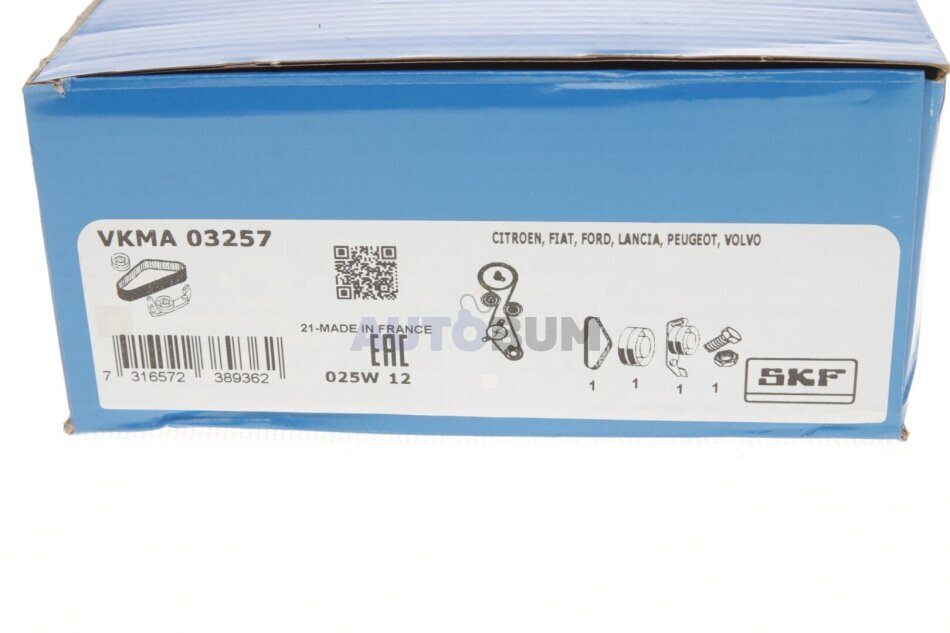 VKMA 03257
CITROEN, FIAT, FORD, LANCIA, PEUGEOT, VOLVO
21-MADE IN FRANCE
AUTOBUM
EAC
7 316572 389362
025W 12
1 1 1 1
SKF